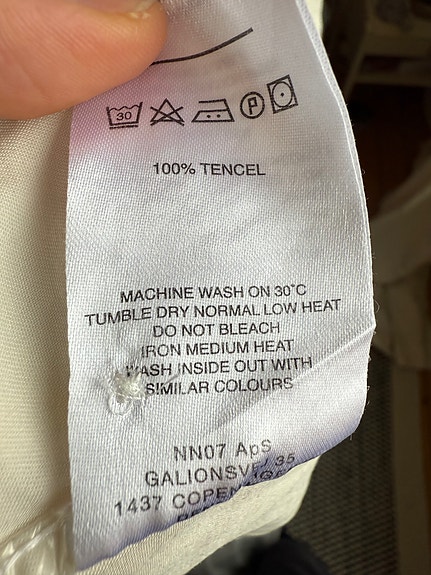 30
P
100% TENCEL
MACHINE WASH ON 30°C
TUMBLE DRY NORMAL LOW HEAT
DO NOT BLEACH
IRON MEDIUM HEAT
WASH INSIDE OUT WITH
SIMILAR COLOURS
NN07 ApS
GALIONSVEJ 35
1437